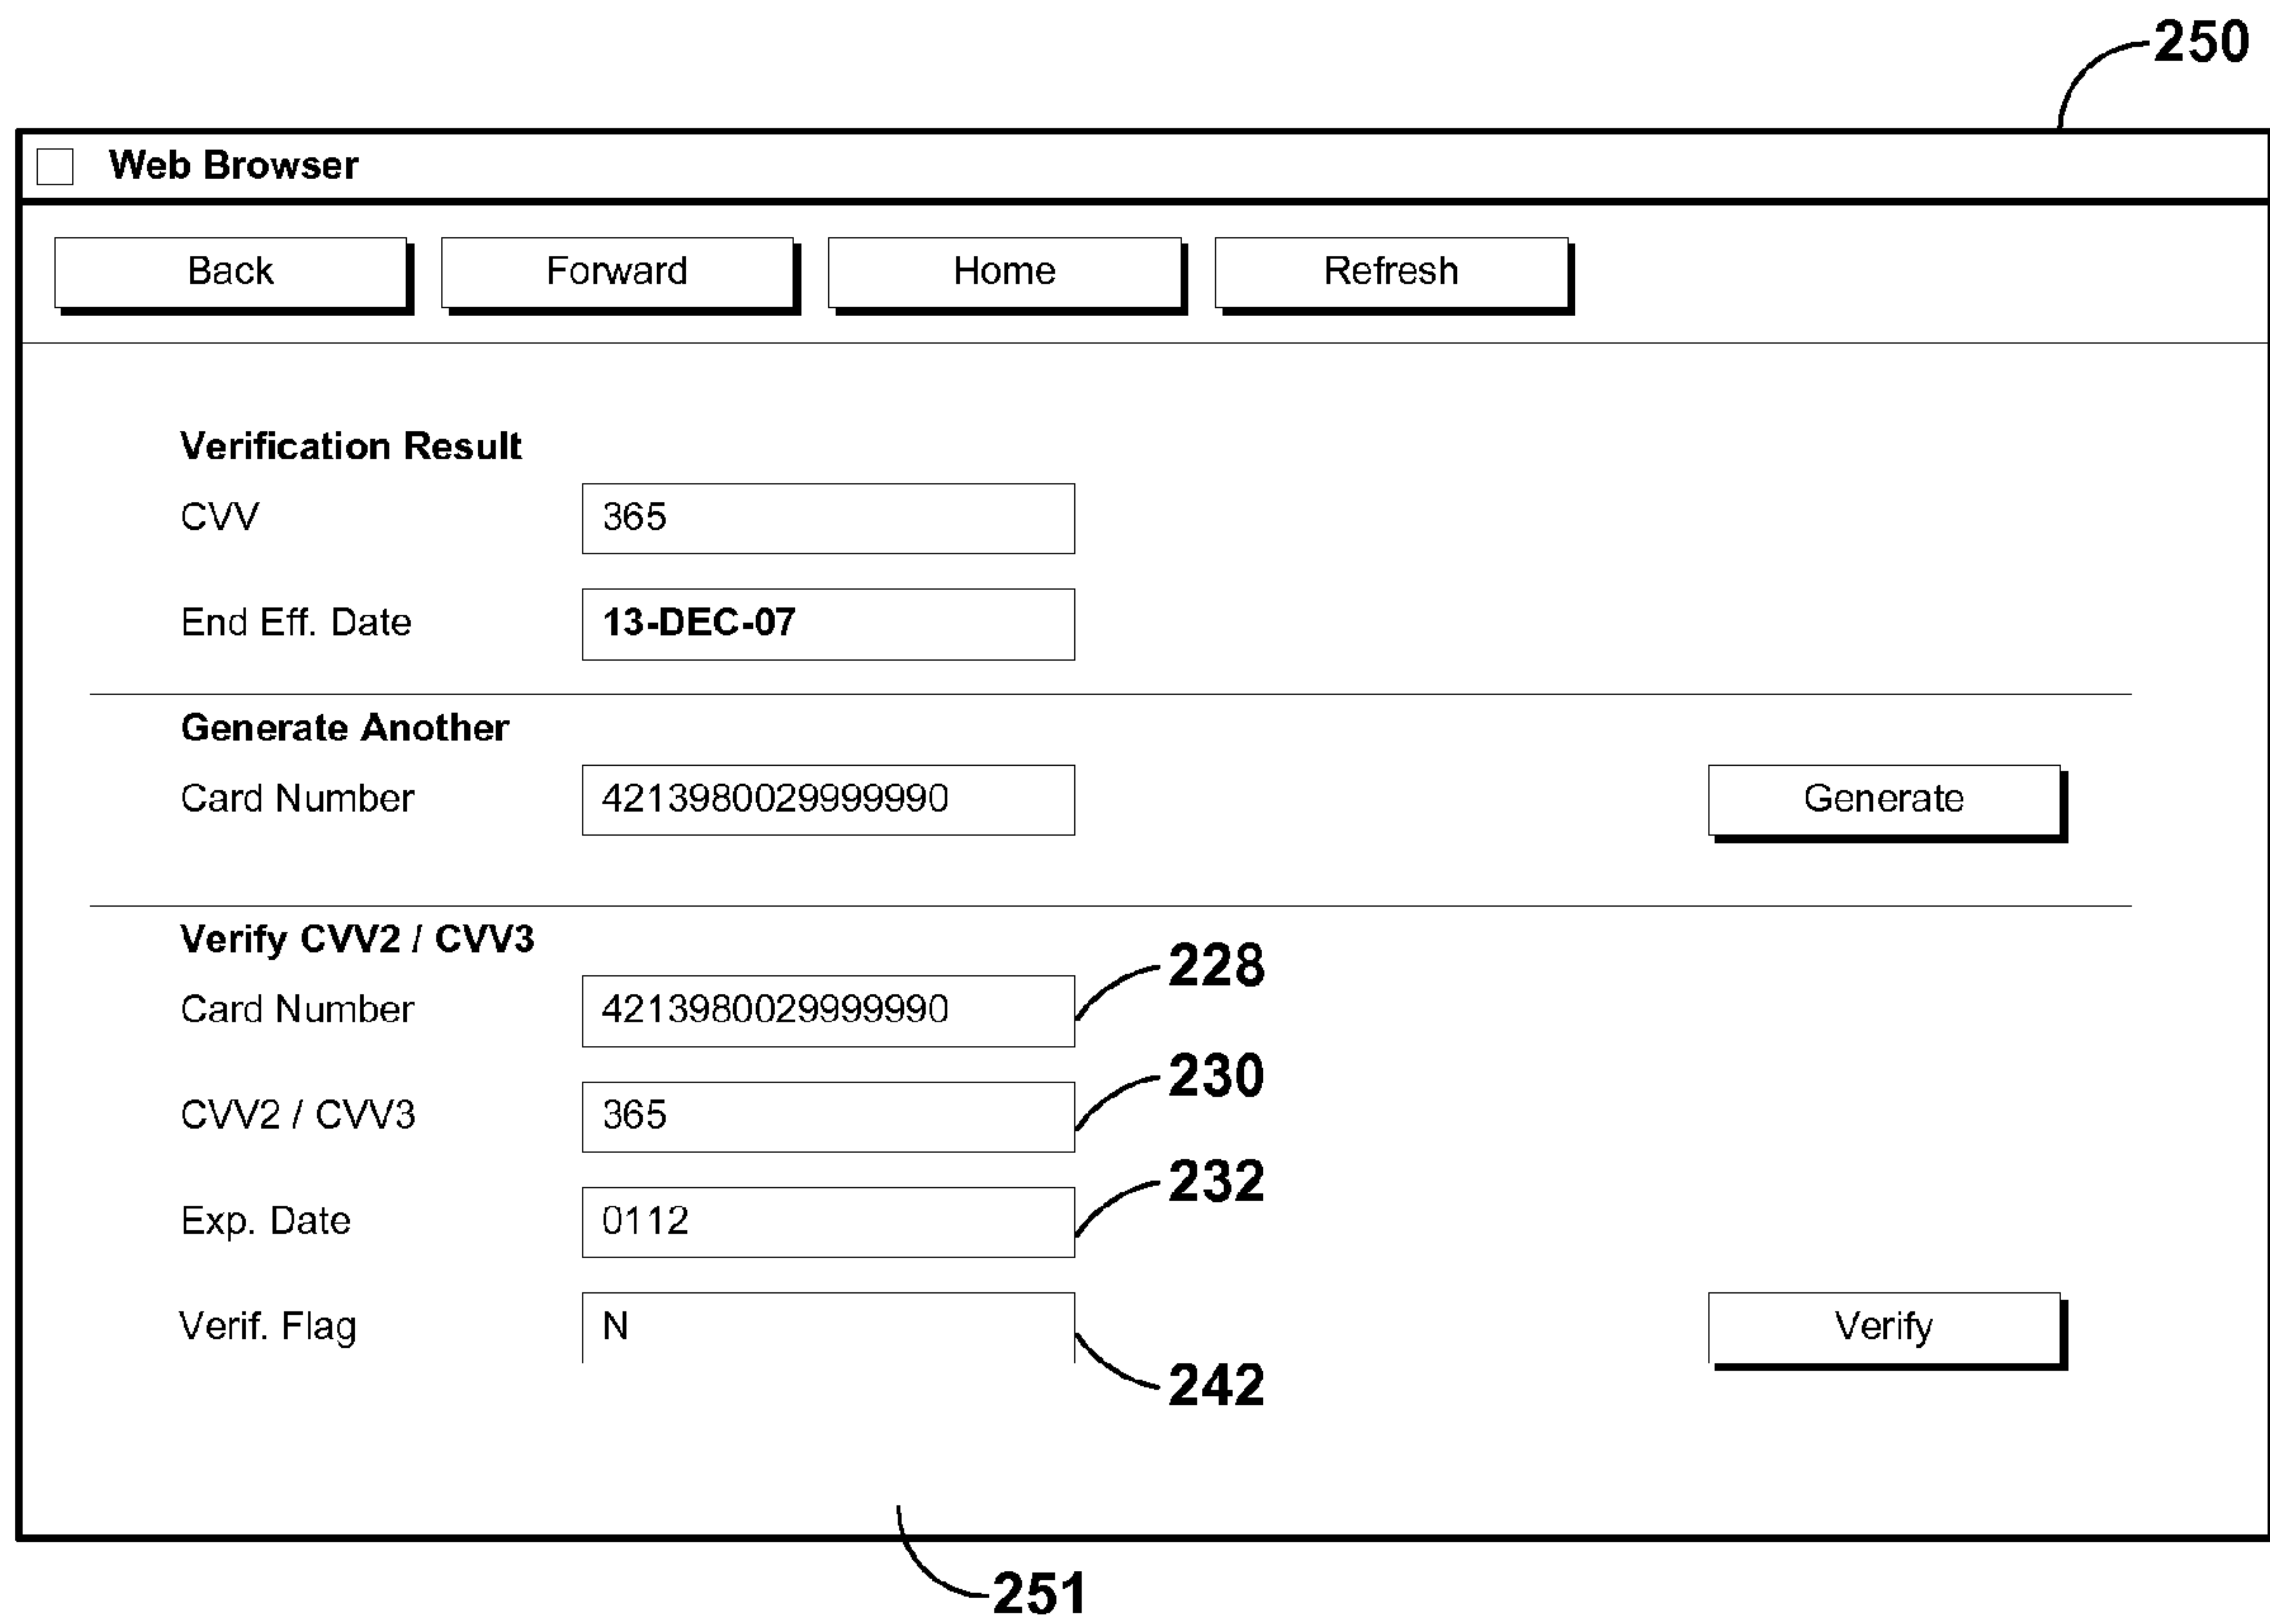 250
Web Browser
Back Forward Home Refresh
Verification Result
CVV 365
End Eff. Date 13-DEC-07
Generate Another
Card Number 4213980029999990 Generate
Verify CVV2 / CVV3
228
Card Number 4213980029999990
230
CVV2 / CVV3 365
232
Exp. Date 0112
Verif. Flag N Verify
242
251